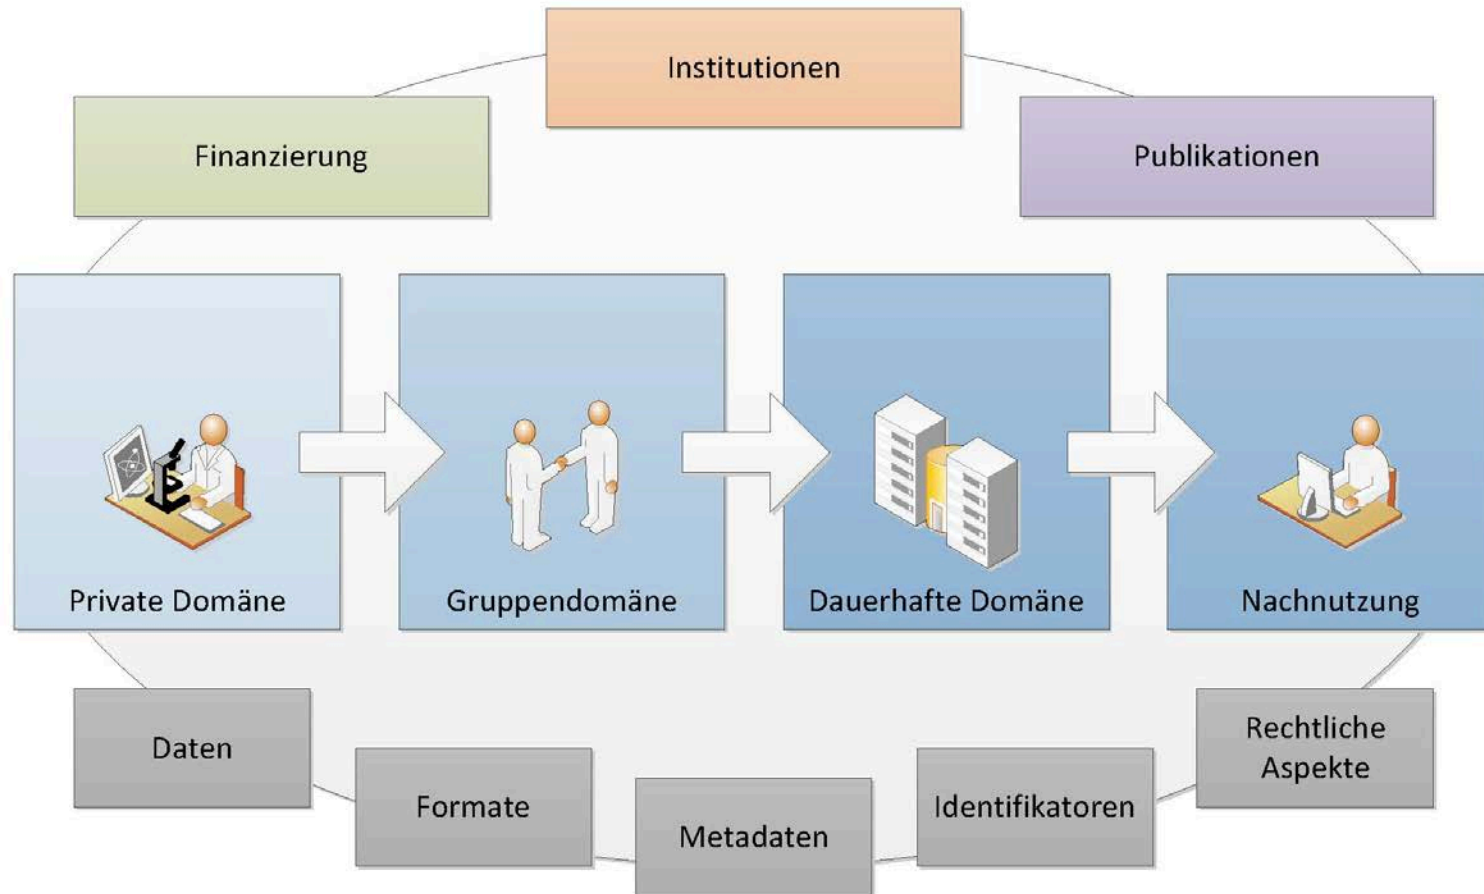 Institutionen
Finanzierung
Publikationen
Private Domäne
Gruppendomäne
Dauerhafte Domäne
Nachnutzung
Daten
Formate
Metadaten
Identifikatoren
Rechtliche
Aspekte